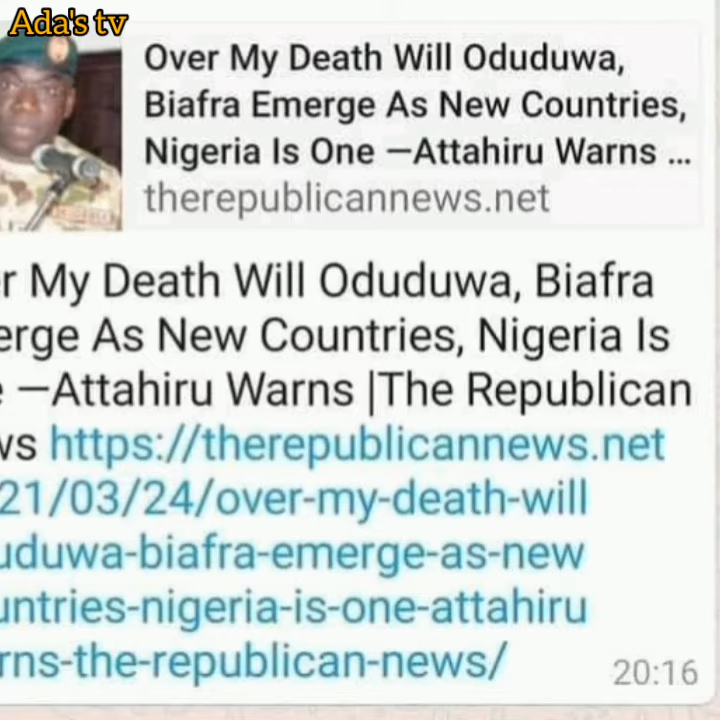 Ada's tv
Over My Death Will Oduduwa,
Biafra Emerge As New Countries,
Nigeria Is One —Attahiru Warns ...
therepublicannews.net
r My Death Will Oduduwa, Biafra
erge As New Countries, Nigeria Is
e —Attahiru Warns |The Republican
ws https://therepublicannews.net
21/03/24/over-my-death-will
uduwa-biafra-emerge-as-new
untries-nigeria-is-one-attahiru
rns-the-republican-news/
20:16